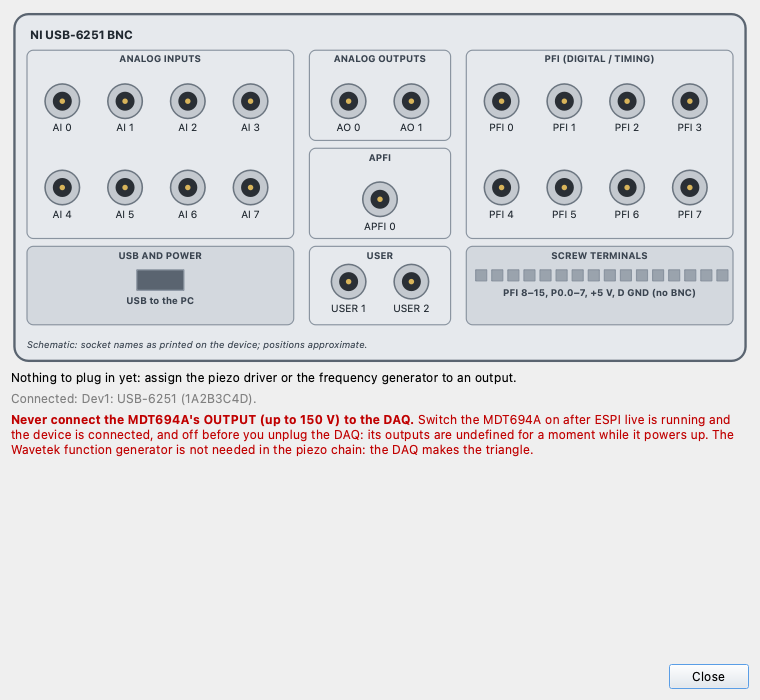 NI USB-6251 BNC
ANALOG INPUTS
AI 0 AI 1 AI 2 AI 3
AI 4 AI 5 AI 6 AI 7
ANALOG OUTPUTS
AO 0 AO 1
APFI
APFI 0
PFI (DIGITAL / TIMING)
PFI 0 PFI 1 PFI 2 PFI 3
PFI 4 PFI 5 PFI 6 PFI 7
USB AND POWER
USB to the PC
USER
USER 1 USER 2
SCREW TERMINALS
PFI 8–15, P0.0–7, +5 V, D GND (no BNC)
Schematic: socket names as printed on the device; positions approximate.
Nothing to plug in yet: assign the piezo driver or the frequency generator to an output.
Connected: Dev1: USB-6251 (1A2B3C4D).
Never connect the MDT694A's OUTPUT (up to 150 V) to the DAQ. Switch the MDT694A on after ESPI live is running and
the device is connected, and off before you unplug the DAQ: its outputs are undefined for a moment while it powers up. The
Wavetek function generator is not needed in the piezo chain: the DAQ makes the triangle.
Close